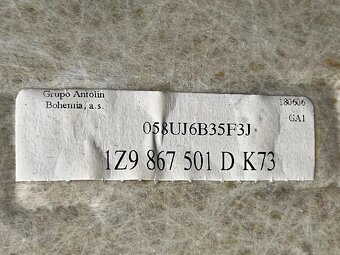 Grupo Antolin
Bohemia, a.s.
180606
GA1
058UJ6B35F3J
1Z9 867 501 D K73